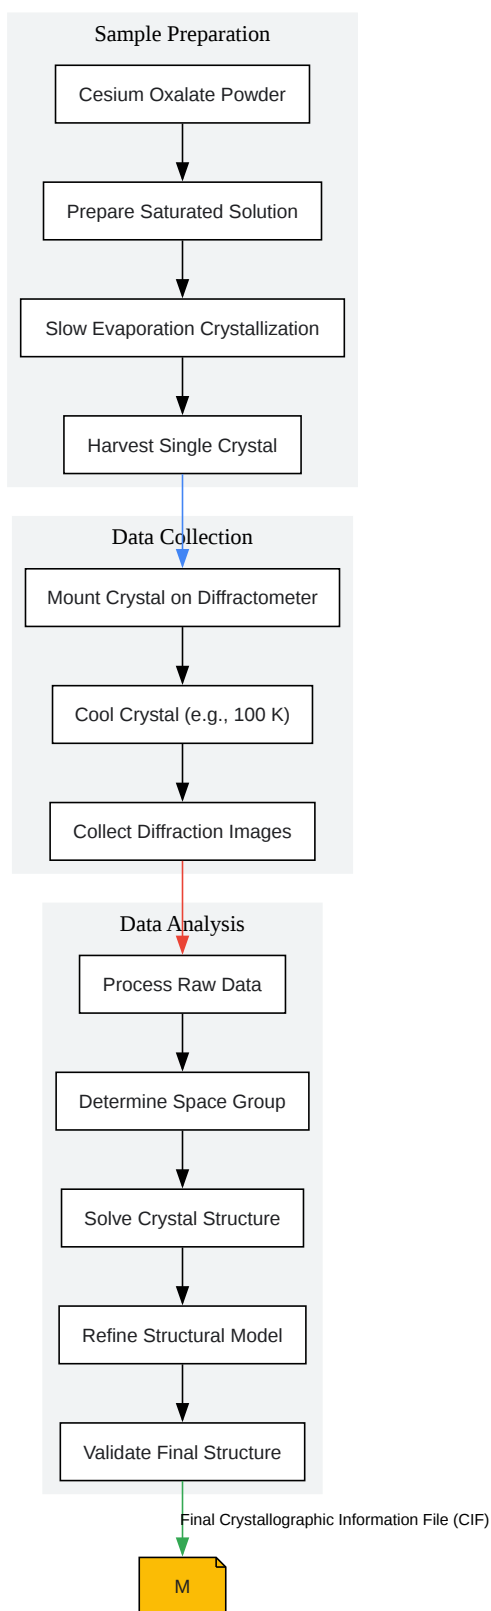 Sample Preparation
Cesium Oxalate Powder
Prepare Saturated Solution
Slow Evaporation Crystallization
Harvest Single Crystal
Data Collection
Mount Crystal on Diffractometer
Cool Crystal (e.g., 100 K)
Collect Diffraction Images
Data Analysis
Process Raw Data
Determine Space Group
Solve Crystal Structure
Refine Structural Model
Validate Final Structure
Final Crystallographic Information File (CIF)
M